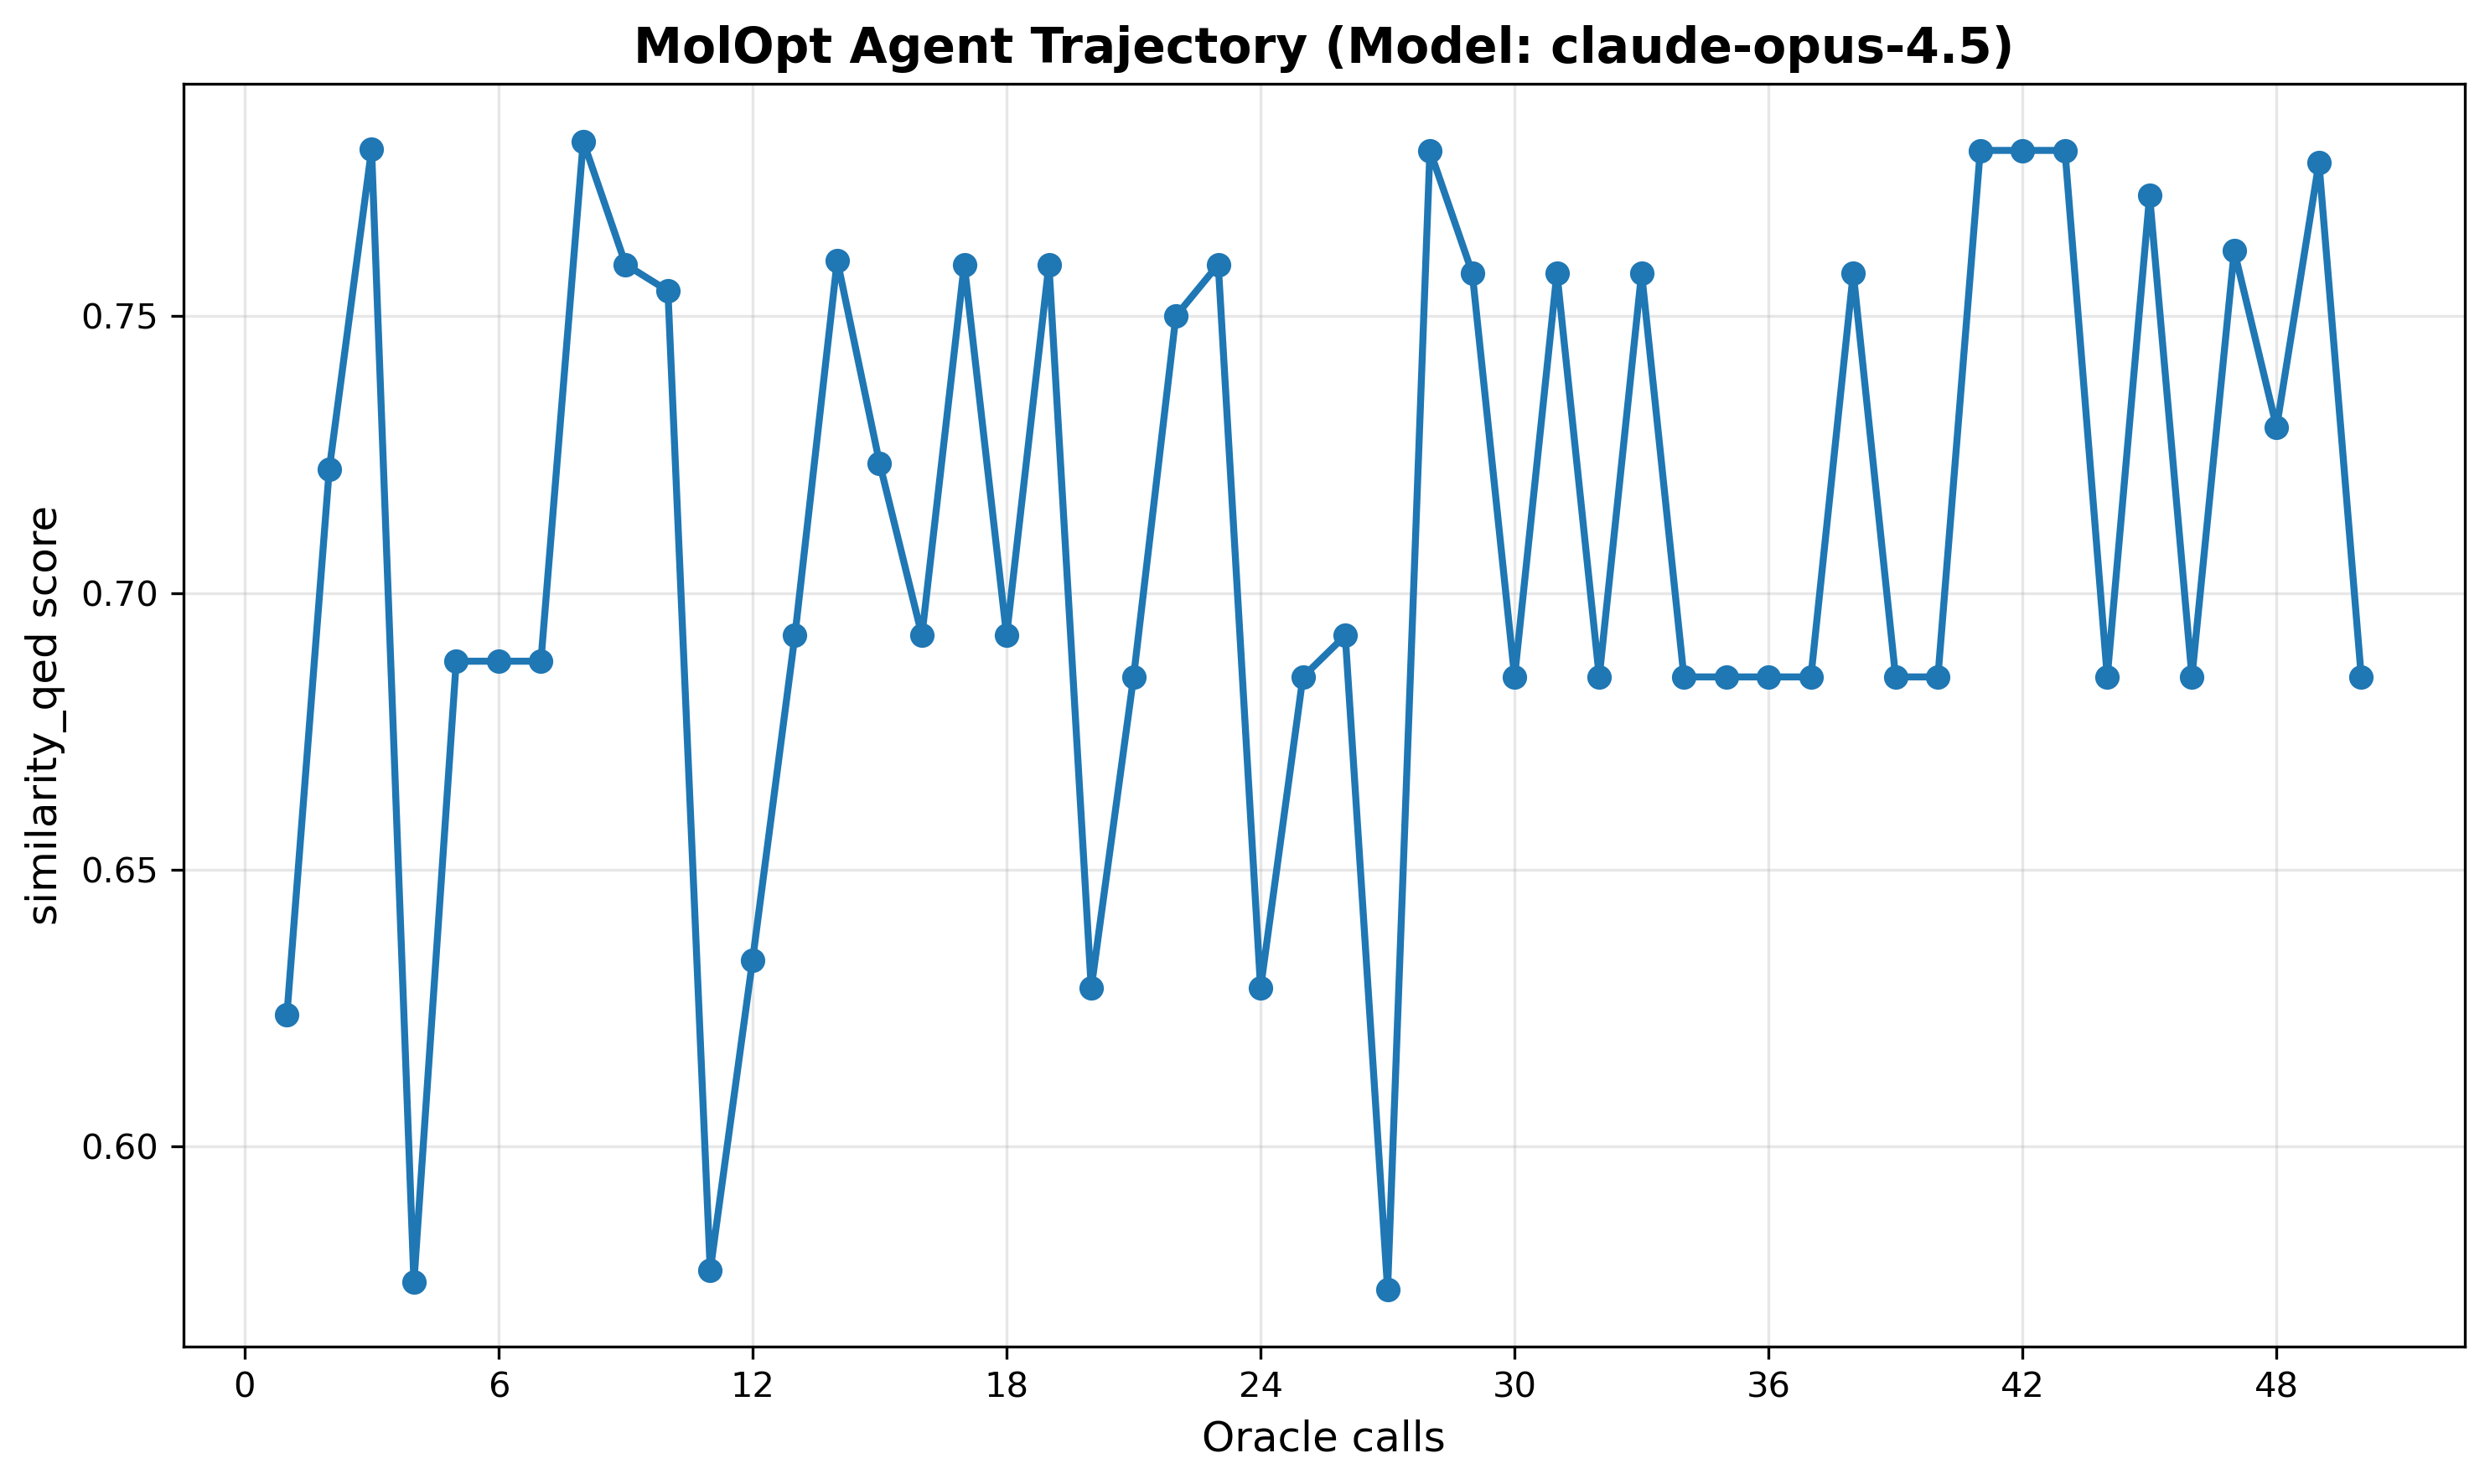 MolOpt Agent Trajectory (Model: claude-opus-4.5)
similarity_qed score
0.75
0.70
0.65
0.60
0 6 12 18 24 30 36 42 48
Oracle calls